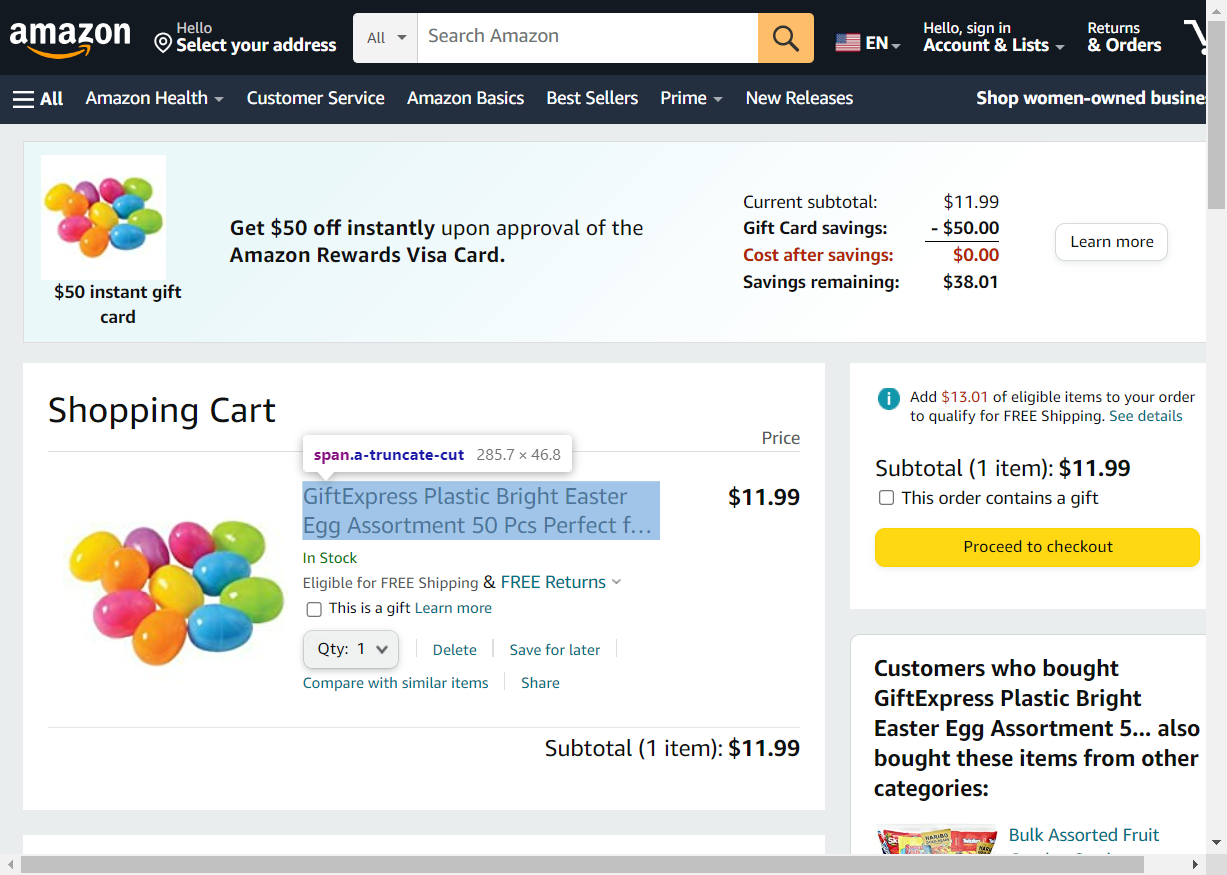 amazon
Hello
Select your address
All
Search Amazon
EN
Hello, sign in
Account & Lists
Returns
& Orders
All
Amazon Health
Customer Service
Amazon Basics
Best Sellers
Prime
New Releases
Shop women-owned busine
$50 instant gift
card
Get $50 off instantly upon approval of the
Amazon Rewards Visa Card.
Current subtotal: $11.99
Gift Card savings: - $50.00
Cost after savings: $0.00
Savings remaining: $38.01
Learn more
Shopping Cart
Price
span.a-truncate-cut 285.7 × 46.8
GiftExpress Plastic Bright Easter
Egg Assortment 50 Pcs Perfect f…
$11.99
In Stock
Eligible for FREE Shipping & FREE Returns
This is a gift Learn more
Qty: 1
Delete
Save for later
Compare with similar items
Share
Subtotal (1 item): $11.99
Add $13.01 of eligible items to your order
to qualify for FREE Shipping. See details
Subtotal (1 item): $11.99
This order contains a gift
Proceed to checkout
Customers who bought
GiftExpress Plastic Bright
Easter Egg Assortment 5... also
bought these items from other
categories:
HARIBO
Bulk Assorted Fruit